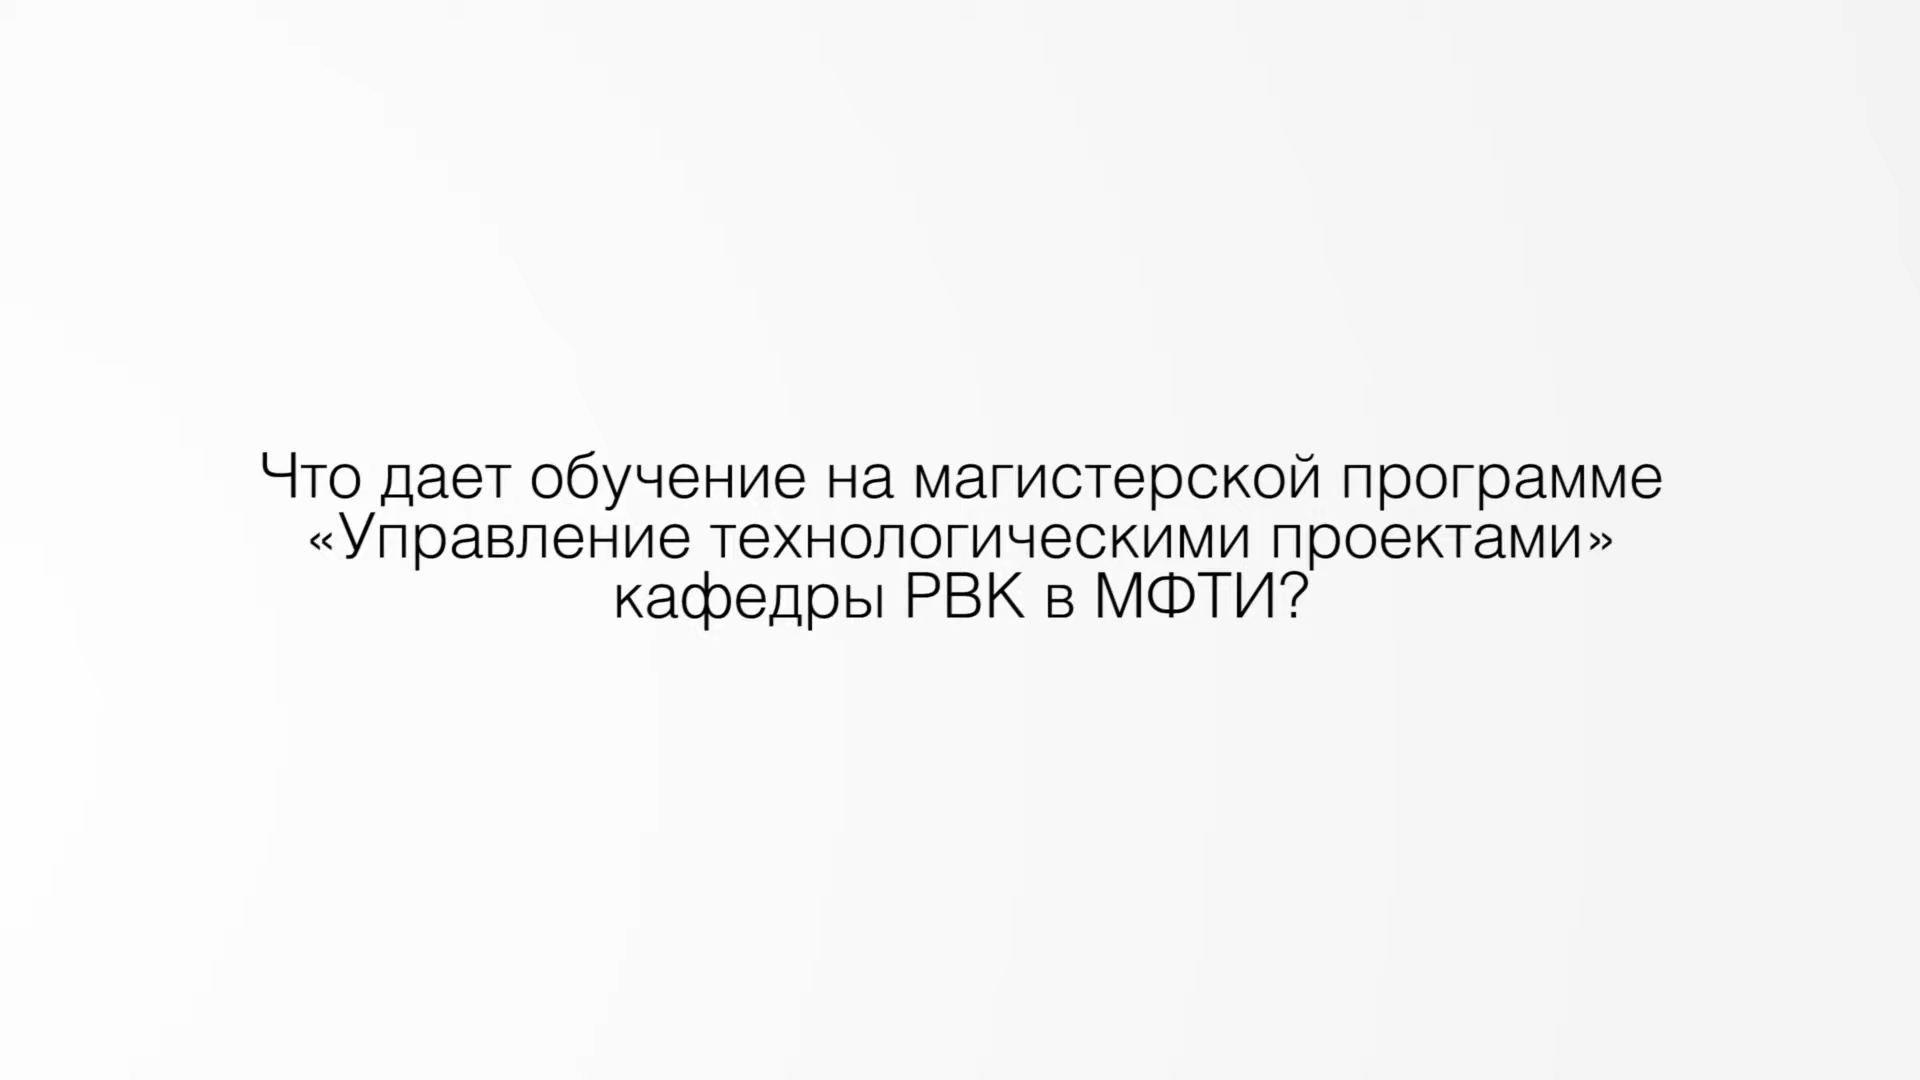 Что дает обучение на магистерской программе
«Управление технологическими проектами»
кафедры РВК в МФТИ?